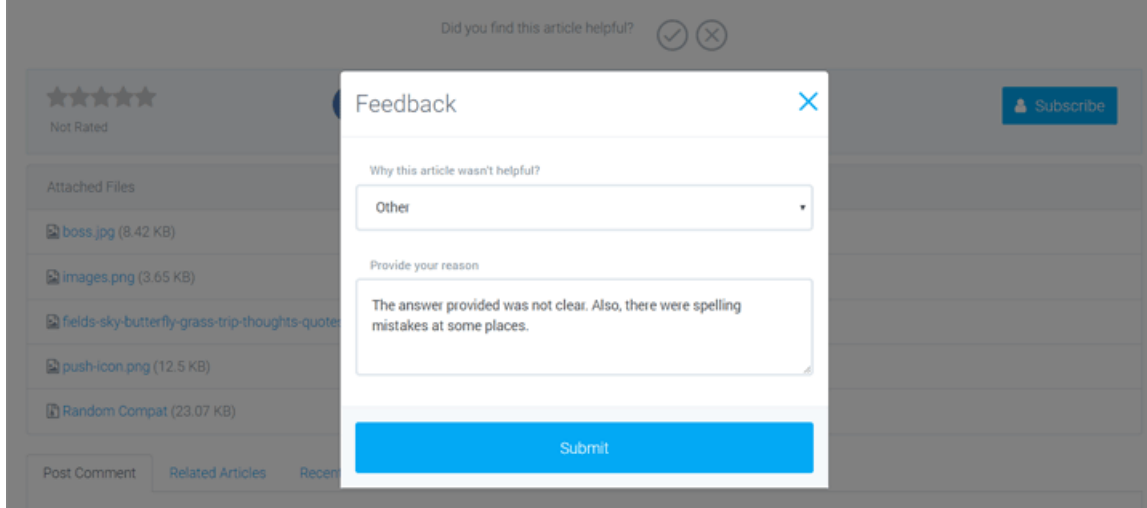 Did you find this article helpful?
Feedback
Subscribe
Not Rated
Why this article wasn't helpful?
Other
Attached Files
boss.jpg (8.42 KB)
Provide your reason
images.png (3.65 KB)
The answer provided was not clear. Also, there were spelling
mistakes at some places.
fields-sky-butterfly-grass-trip-thoughts-quotes
push-icon.png (12.5 KB)
Random Compat (23.07 KB)
Submit
Post Comment Related Articles Recen